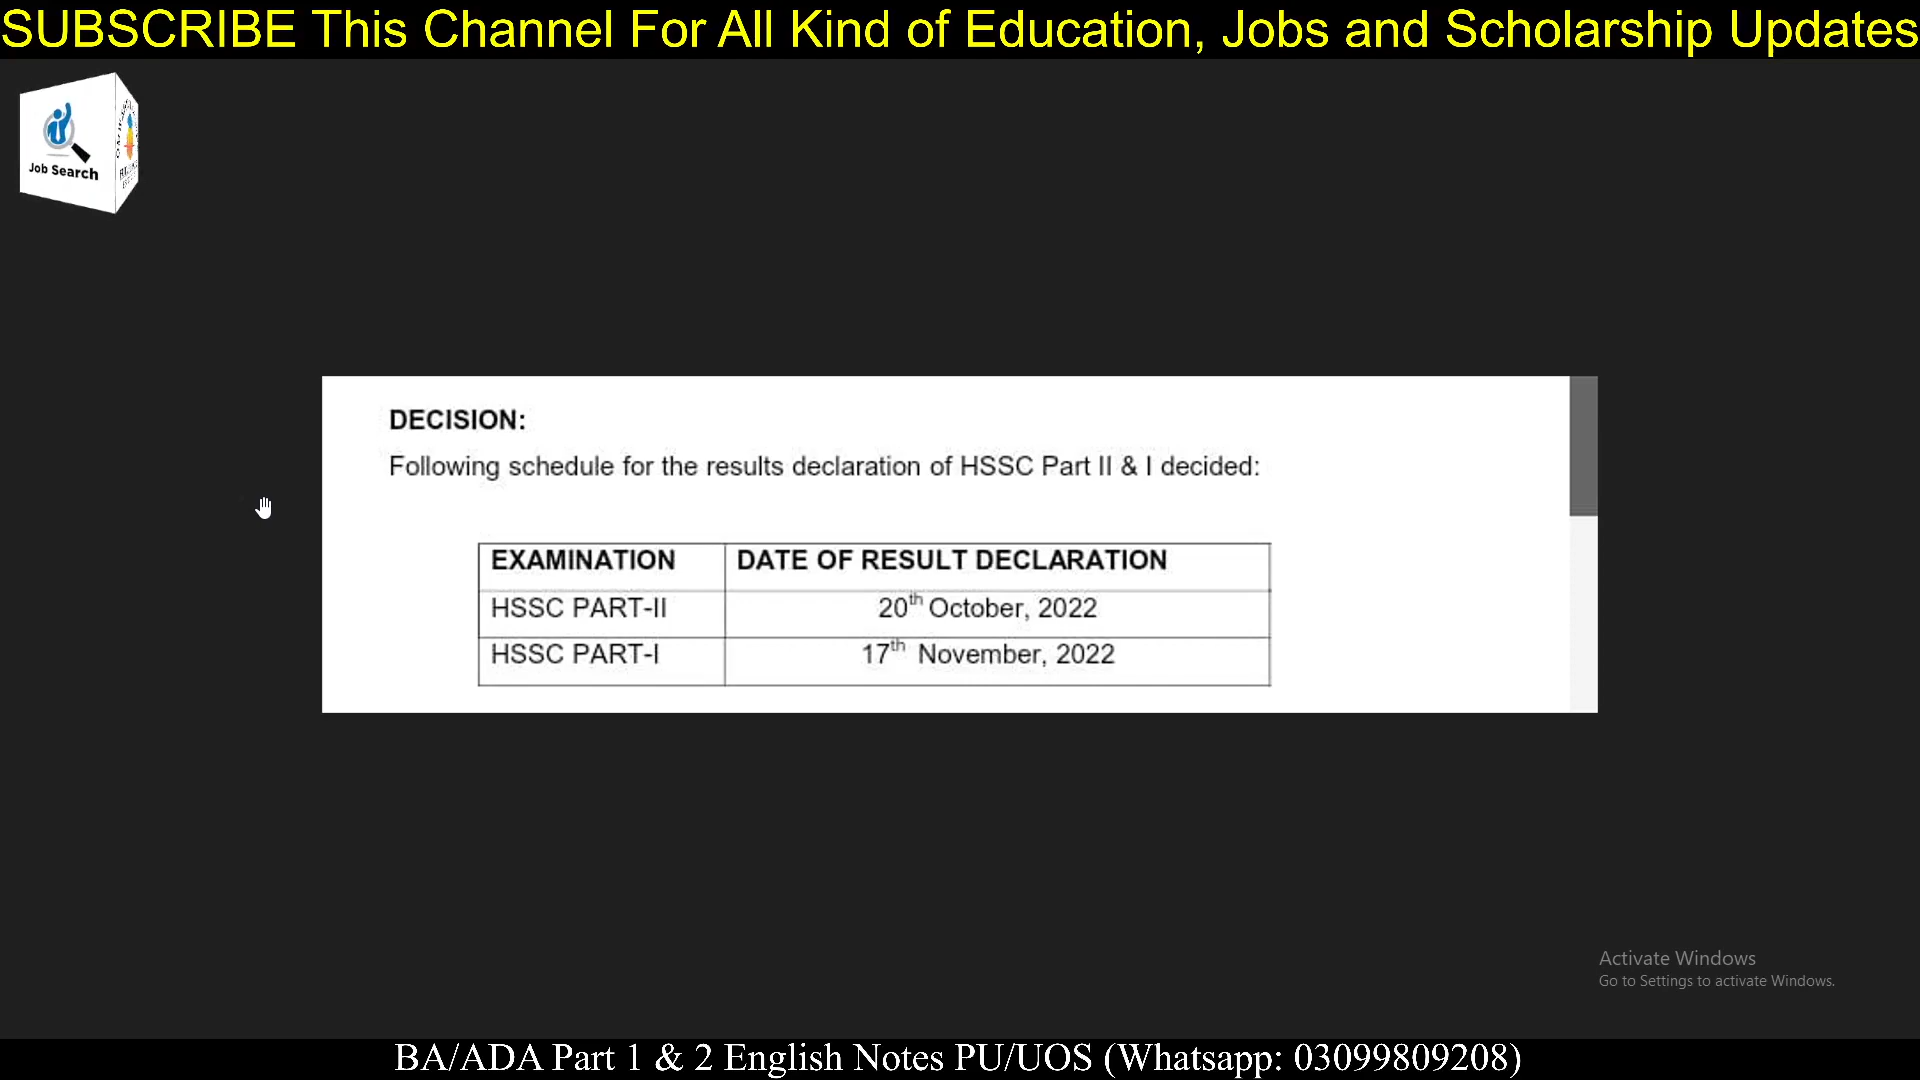 SUBSCRIBE This Channel For All Kind of Education, Jobs and Scholarship Updates
Job Search
DECISION:
Following schedule for the results declaration of HSSC Part II & I decided:
EXAMINATION DATE OF RESULT DECLARATION
HSSC PART-II 20th October, 2022
HSSC PART-I 17th November, 2022
Activate Windows
Go to Settings to activate Windows.
BA/ADA Part 1 & 2 English Notes PU/UOS (Whatsapp: 03099809208)